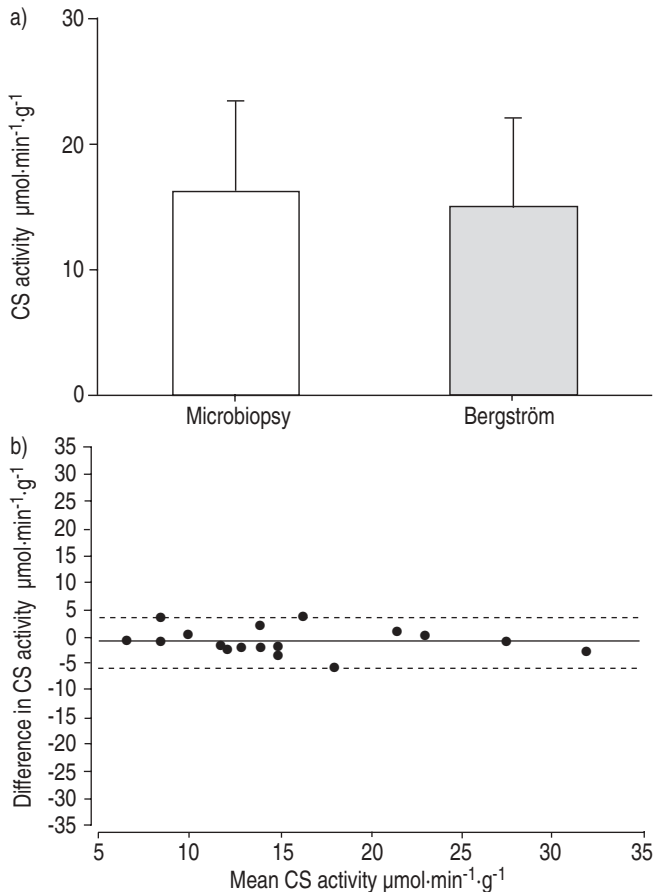 a)
30
20
10
0
CS activity µmol·min⁻¹·g⁻¹
Microbiopsy
Bergström
b)
35
30
25
20
15
10
5
0
-5
-10
-15
-20
-25
-30
-35
Difference in CS activity µmol·min⁻¹·g⁻¹
5 10 15 20 25 30 35
Mean CS activity µmol·min⁻¹·g⁻¹